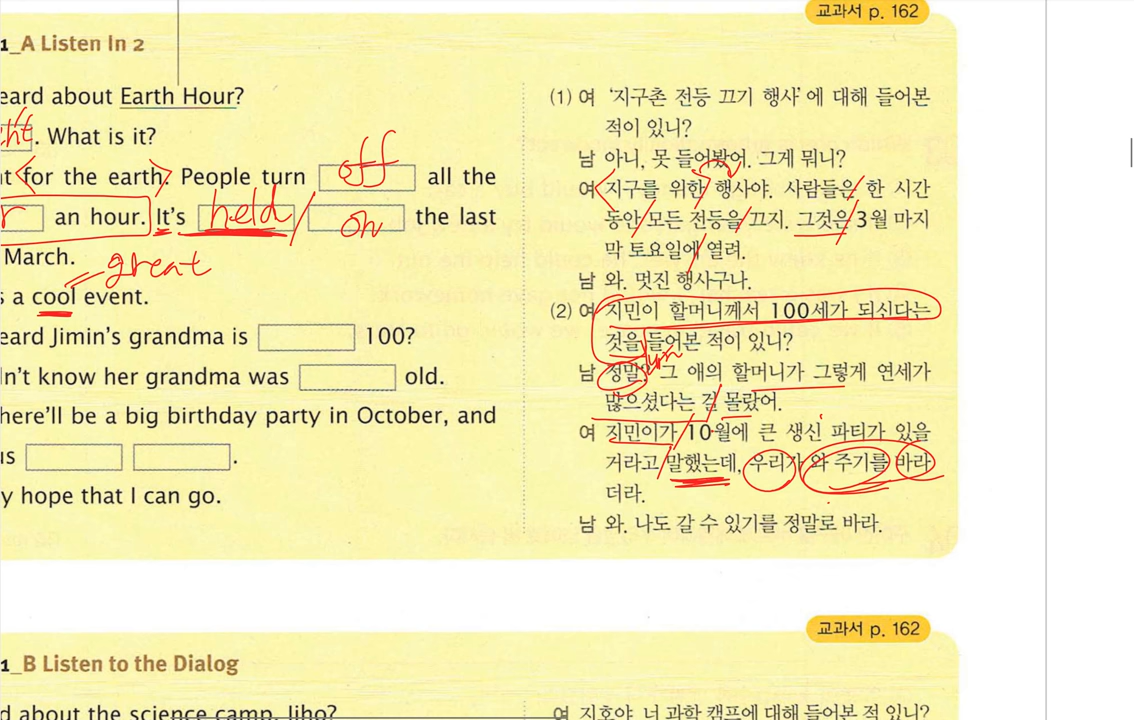 교과서 p. 162
1_A Listen In 2
eard about Earth Hour?
ht. What is it?
t for the earth. People turn off all the
r an hour. It's held on the last
March.
great
s a cool event.
eard Jimin's grandma is 100?
n't know her grandma was old.
here'll be a big birthday party in October, and
us
y hope that I can go.
(1) 여 '지구촌 전등 끄기 행사'에 대해 들어본
적이 있니?
남 아니, 못 들어봤어. 그게 뭐니?
여 지구를 위한 행사야. 사람들은 한 시간
동안 모든 전등을 끄지. 그것은 3월 마지
막 토요일에 열려
남 와. 멋진 행사구나.
(2) 여 지민이 할머니께서 100세가 되신다는
것을 들어본 적이 있니?
남 정말? 그 애의 할머니가 그렇게 연세가
많으셨다는 걸 몰랐어.
여 지민이가 10월에 큰 생신 파티가 있을
거라고 말했는데, 우리가 와 주기를 바라
더라.
남 와, 나도 갈 수 있기를 정말로 바라.
교과서 p. 162
1_B Listen to the Dialog
d about the science camp, Jiho?
여 지호야, 너 과학 캠프에 대해 들어본 적 있니?